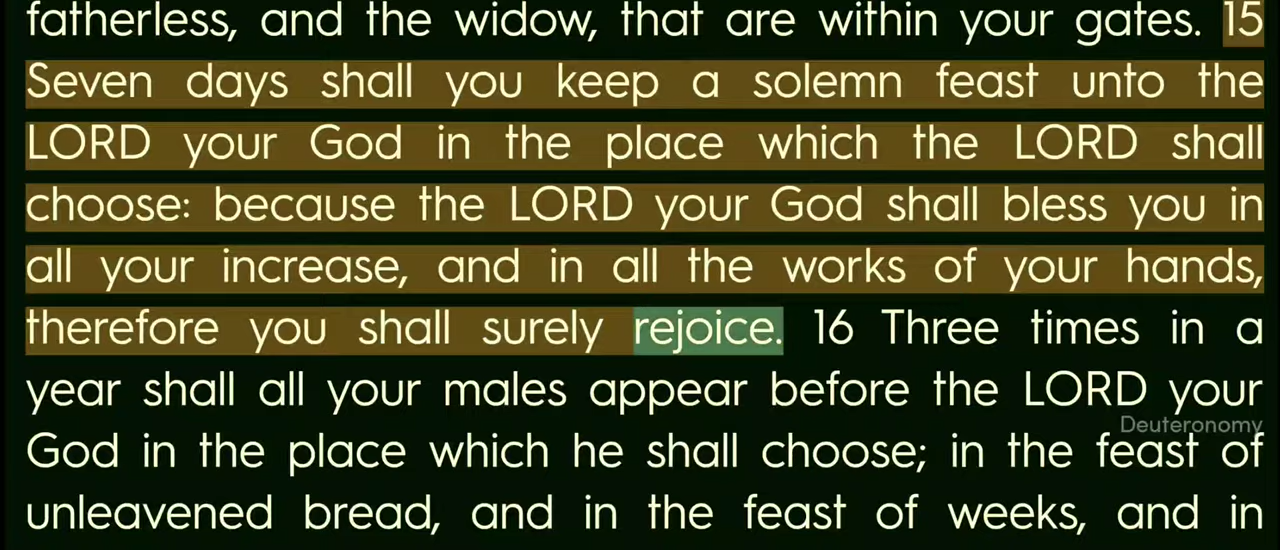 fatherless, and the widow, that are within your gates. 15
Seven days shall you keep a solemn feast unto the
LORD your God in the place which the LORD shall
choose: because the LORD your God shall bless you in
all your increase, and in all the works of your hands,
therefore you shall surely rejoice. 16 Three times in a
year shall all your males appear before the LORD your
Deuteronomy
God in the place which he shall choose; in the feast of
unleavened bread, and in the feast of weeks, and in